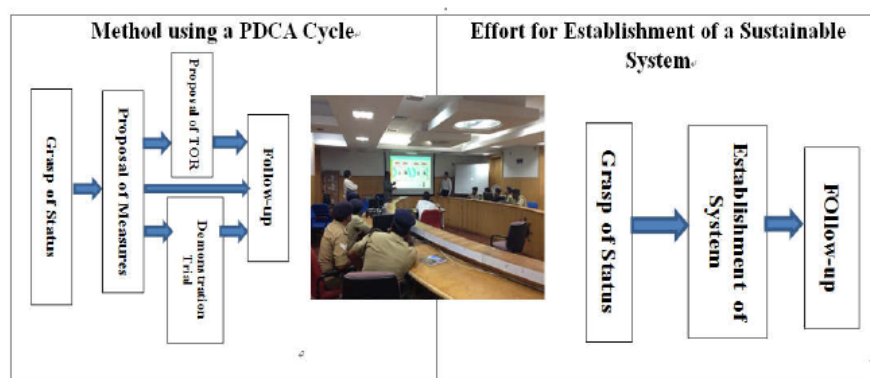 Method using a PDCA Cycle
Grasp of Status
Proposal of Measures
Proposal of TOR
Demonstration
Trial
Follow-up
Effort for Establishment of a Sustainable
System
Grasp of Status
Establishment of
System
FOllow-up